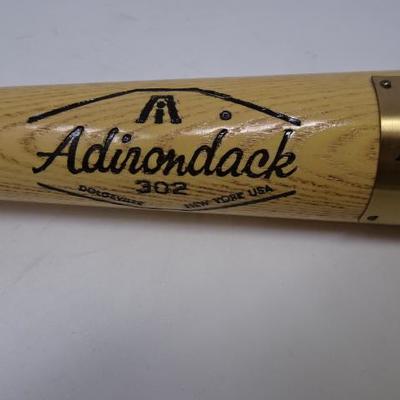 Adirondack
302
DOLGEVILLE NEW YORK USA